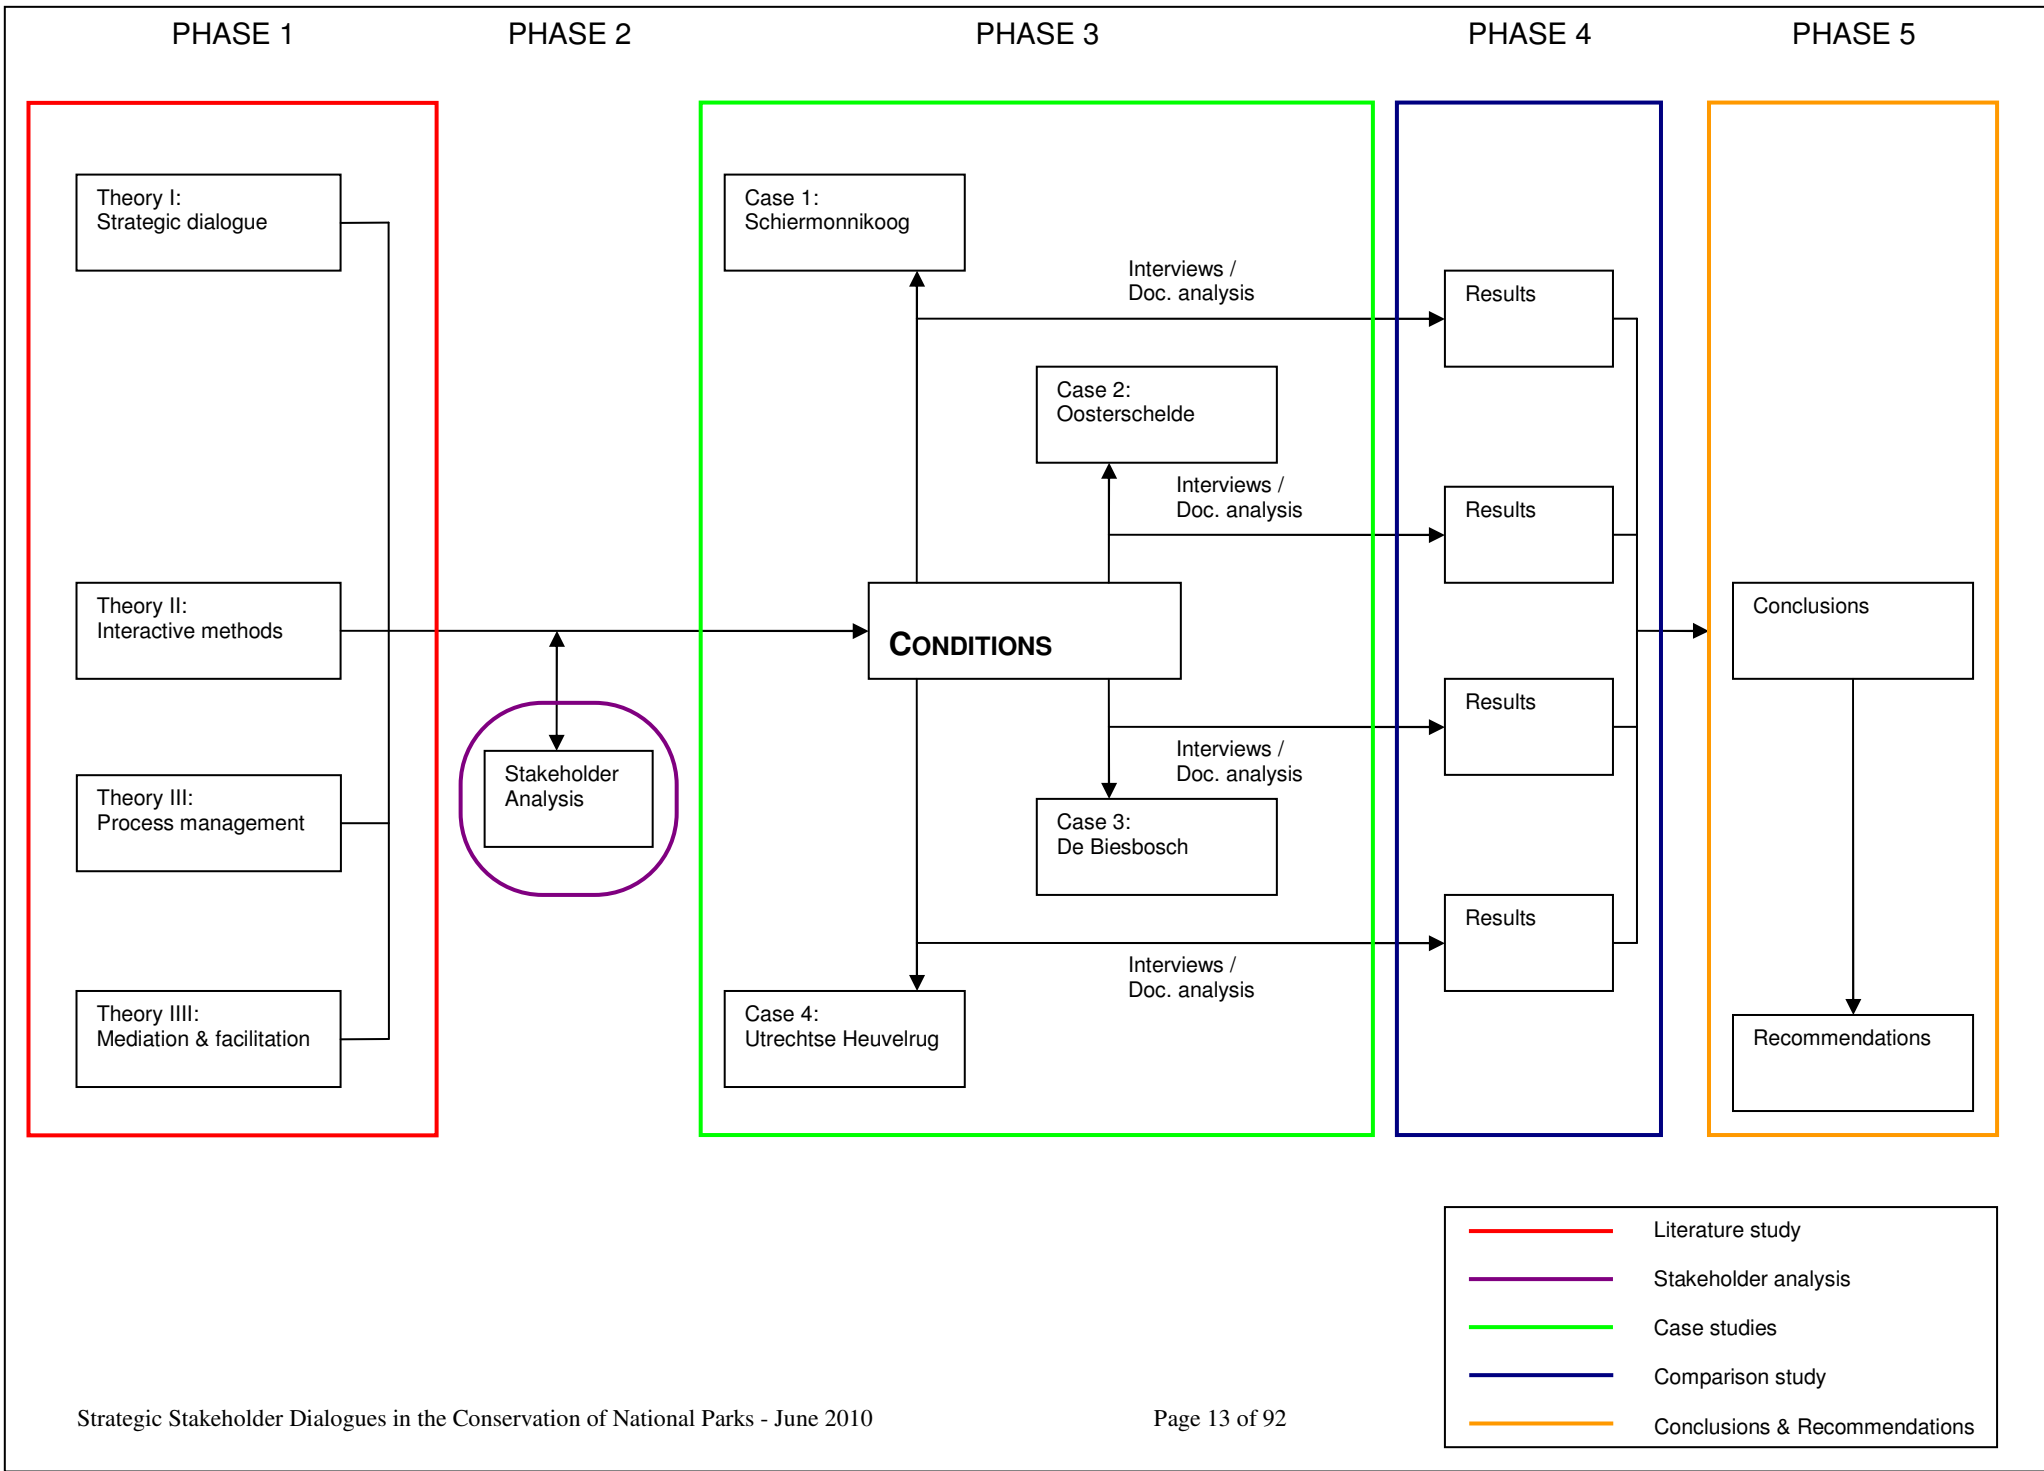 PHASE 1
PHASE 2
PHASE 3
PHASE 4
PHASE 5
Theory I:
Strategic dialogue
Theory II:
Interactive methods
Theory III:
Process management
Theory IIII:
Mediation & facilitation
Stakeholder
Analysis
Case 1:
Schiermonnikoog
Interviews /
Doc. analysis
Case 2:
Oosterschelde
Interviews /
Doc. analysis
CONDITIONS
Interviews /
Doc. analysis
Case 3:
De Biesbosch
Interviews /
Doc. analysis
Case 4:
Utrechtse Heuvelrug
Results
Results
Results
Results
Conclusions
Recommendations
Literature study
Stakeholder analysis
Case studies
Comparison study
Conclusions & Recommendations
Strategic Stakeholder Dialogues in the Conservation of National Parks - June 2010
Page 13 of 92